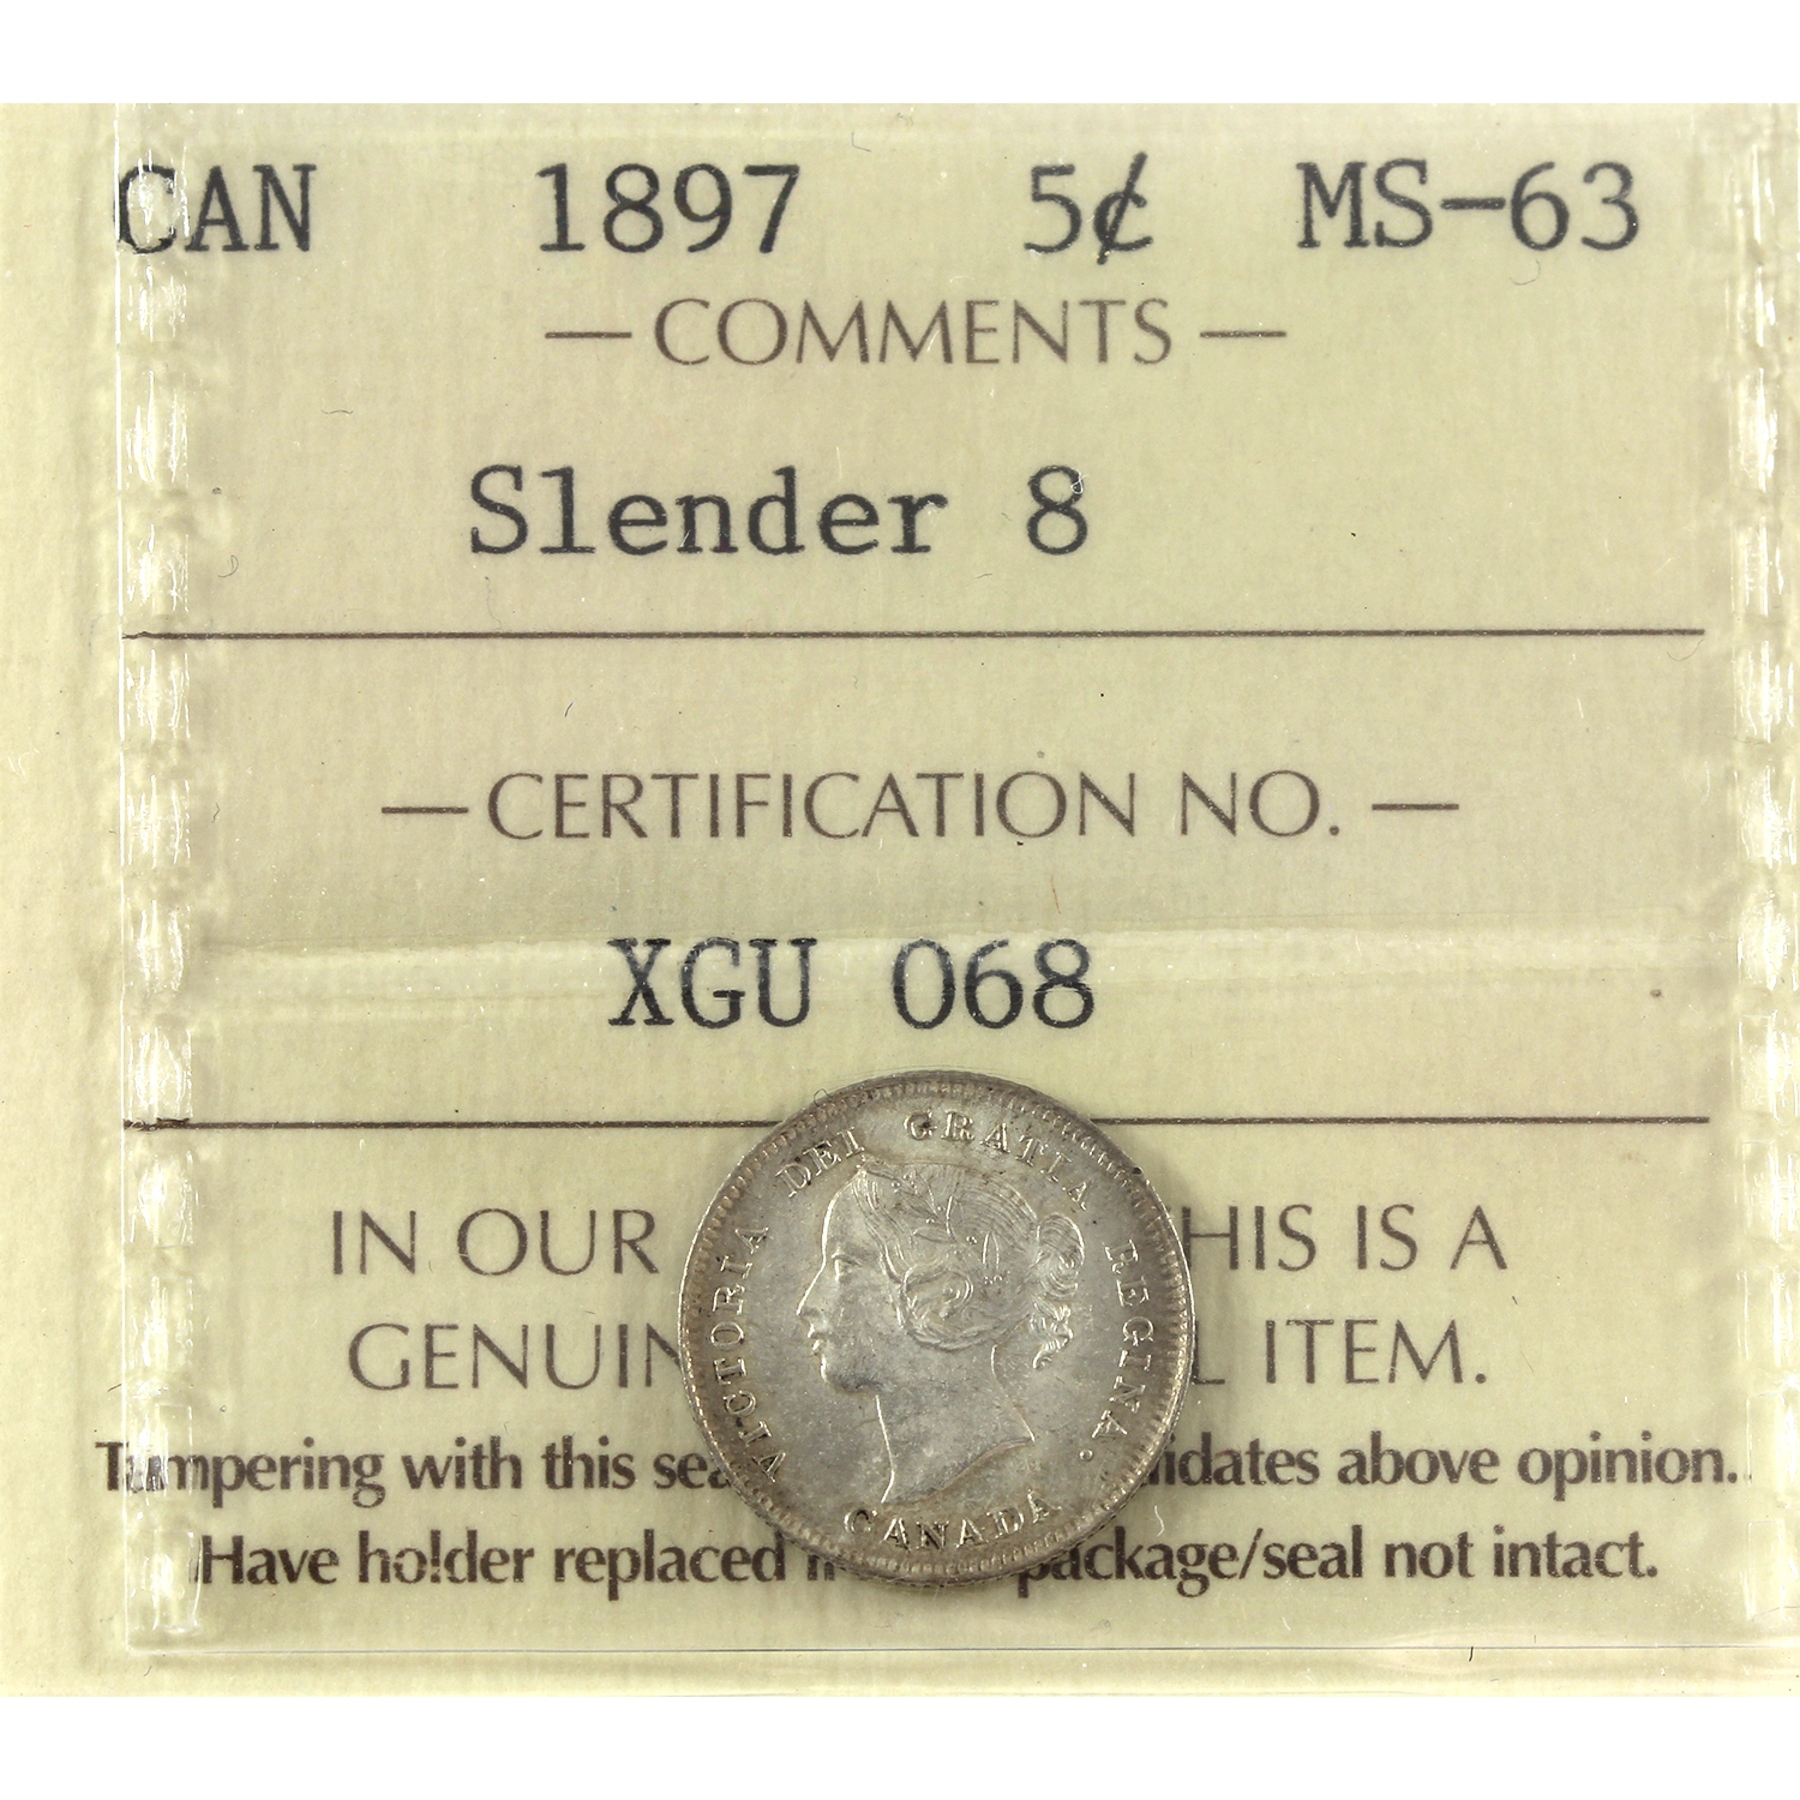 CAN 1897 5¢ MS-63
— COMMENTS —
Slender 8
— CERTIFICATION NO. —
XGU 068
IN OUR HIS IS A
GENUIN L ITEM.
Tampering with this sea idates above opinion.
Have holder replaced i package/seal not intact.
VICTORIA DEI GRATIA REGINA.
CANADA